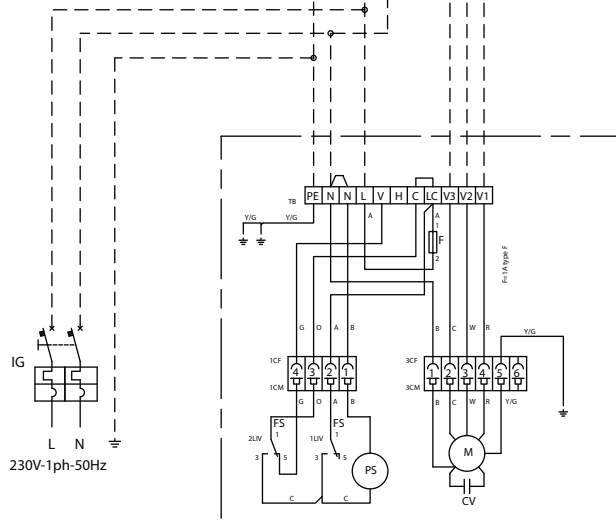 PE N N L V H C LC V3 V2 V1
TB
Y/G Y/G A A
1
F
2
F=1A type F
G O A B B C W R Y/G
IG
1CF 4 3 2 1 3CF 1 2 3 4 5 6
1CM 3CM
G O A B B C W R Y/G
FS FS
2LIV 1 1LIV 1
3 5 3 5
PS M
C C
CV
L N
230V-1ph-50Hz